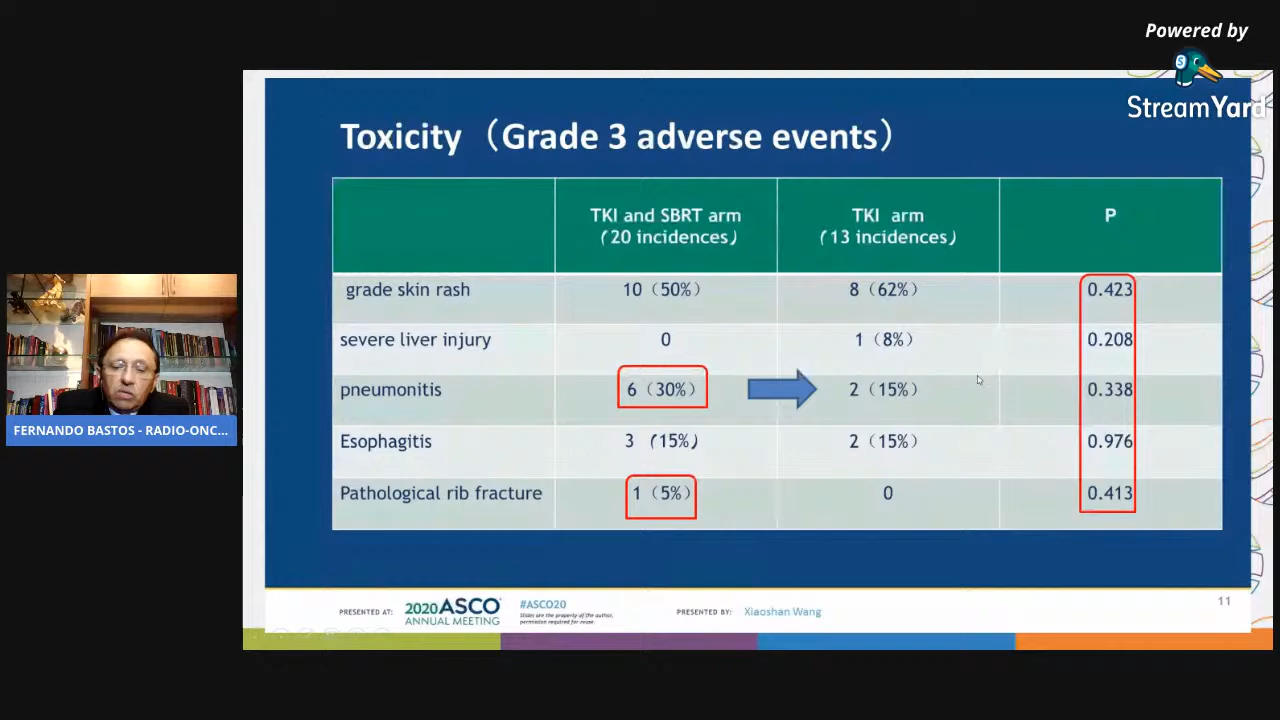 Powered by
StreamYard
Toxicity（Grade 3 adverse events）
TKI and SBRT arm
(20 incidences)
TKI arm
(13 incidences)
P
grade skin rash 10（50%） 8（62%） 0.423
severe liver injury 0 1（8%） 0.208
pneumonitis 6（30%） 2（15%） 0.338
Esophagitis 3 (15%) 2（15%） 0.976
Pathological rib fracture 1（5%） 0 0.413
FERNANDO BASTOS - RADIO-ONC...
PRESENTED AT:
2020 ASCO
ANNUAL MEETING
#ASCO20
Slides are the property of the author,
permission required for reuse.
PRESENTED BY: Xiaoshan Wang
11